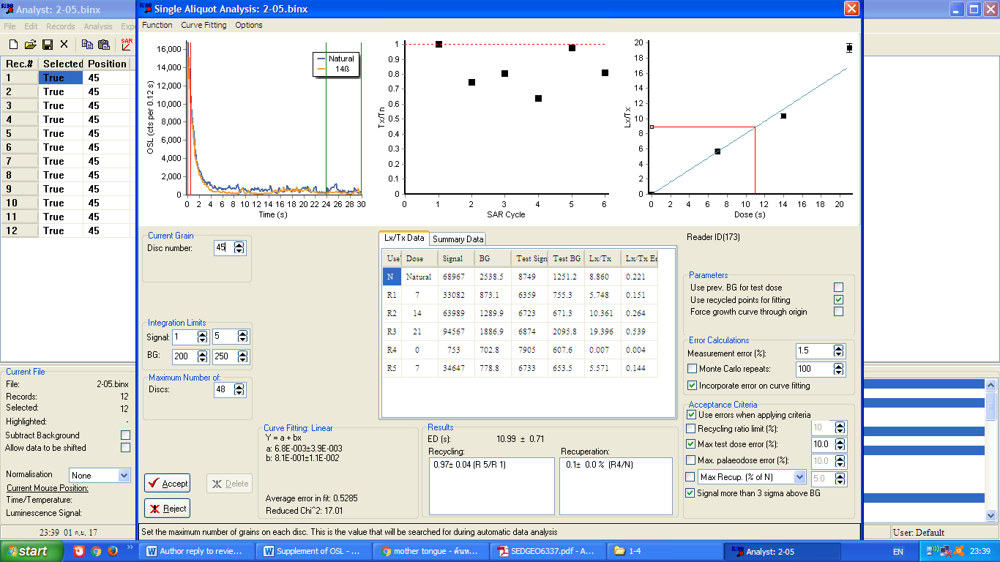 Analyst: 2-05.binx
File Edit Records Analysis Exp
SAR
Rec.# Selected Position
1 True 45
2 True 45
3 True 45
4 True 45
5 True 45
6 True 45
7 True 45
8 True 45
9 True 45
10 True 45
11 True 45
12 True 45
Current File
File: 2-05.binx
Records: 12
Selected: 12
Highlighted: -
Subtract Background
Allow data to be shifted
Normalisation None
Current Mouse Position:
Time/Temperature:
Luminescence Signal:
23:39 01 ก.ย. 17
Single Aliquot Analysis: 2-05.binx
Function Curve Fitting Options
OSL (cts per 0.12 s)
16,000
14,000
12,000
10,000
8,000
6,000
4,000
2,000
0
Natural
14ß
0 2 4 6 8 10 12 14 16 18 20 22 24 26 28 30
Time (s)
Tx/Tn
1
0.9
0.8
0.7
0.6
0.5
0.4
0.3
0.2
0.1
0
0 1 2 3 4 5 6
SAR Cycle
Lx/Tx
20
18
16
14
12
10
8
6
4
2
0
0 2 4 6 8 10 12 14 16 18 20
Dose (s)
Current Grain
Disc number: 45
Integration Limits
Signal: 1 5
BG: 200 250
Maximum Number of:
Discs: 48
Accept
Delete
Reject
Lx/Tx Data Summary Data
Use Dose Signal BG Test Sign Test BG Lx/Tx Lx/Tx Er
N Natural 68967 2538.5 8749 1251.2 8.860 0.221
R1 7 33082 873.1 6359 755.3 5.748 0.151
R2 14 63989 1289.9 6723 671.3 10.361 0.264
R3 21 94567 1886.9 6874 2095.8 19.396 0.539
R4 0 753 702.8 7905 607.6 0.007 0.004
R5 7 34647 778.8 6733 653.5 5.571 0.144
Curve Fitting: Linear
Y = a + bx
a: 6.8E-003±3.9E-003
b: 8.1E-001±1.1E-002
Average error in fit: 0.5285
Reduced Chi^2: 17.01
Results
ED (s): 10.99 ± 0.71
Recycling:
0.97± 0.04 (R 5/R 1)
Recuperation:
0.1± 0.0 % (R4/N)
Reader ID(173)
Parameters
Use prev. BG for test dose
Use recycled points for fitting
Force growth curve through origin
Error Calculations
Measurement error (%): 1.5
Monte Carlo repeats: 100
Incorporate error on curve fitting
Acceptance Criteria
Use errors when applying criteria
Recycling ratio limit (%): 10
Max test dose error (%): 10.0
Max. palaeodose error (%): 10.0
Max Recup. (% of N) 5.0
Signal more than 3 sigma above BG
Set the maximum number of grains on each disc. This is the value that will be searched for during automatic data analysis
User: Default
start
Author reply to revie...
Supplement of OSL - ...
mother tongue - ค้นห...
SEDGEO6337.pdf - A...
1-4
Analyst: 2-05
EN
23:39